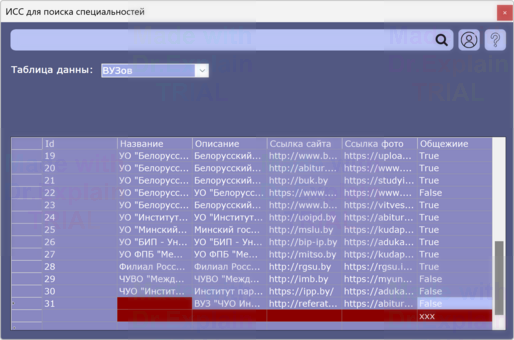 ИСС для поиска специальностей
Таблица данны: ВУЗов
Id Название Описание Ссылка сайта Ссылка фото Общежиие
19 УО "Белорусс... Белорусский... http://www.b... https://uploa... True
20 УО "Белорусс... Белорусский... http://abitur.... https://www.... True
21 УО "Белорусс... Белорусский... http://buk.by https://studyi... True
22 УО "Белорусс... УО "Белорусс... https://www.... https://www.... False
23 УО "Белорусс... УО "Белорусс... http://www.b... https://vitves... True
24 УО "Институт... УО "Институт... http://uoipd.by https://abitur... True
25 УО "Минский... Минский гос... http://mslu.by https://kudap... True
26 УО "БИП - Ун... УО "БИП - Ун... http://bip-ip.by https://aduka... True
27 УО ФПБ "Ме... УО ФПБ "Ме... http://mitso.by https://kudap... True
28 Филиал Росс... Филиал Росс... http://rgsu.by https://rgsu.i... True
29 ЧУВО "Межд... ЧУВО "Межд... http://imb.by https://myun... False
30 ЧУО "Инстит... Институт пар... https://ipp.by/ https://aduka... False
31 ВУЗ "ЧУО Ин... http://referat... https://abitur... False
xxx